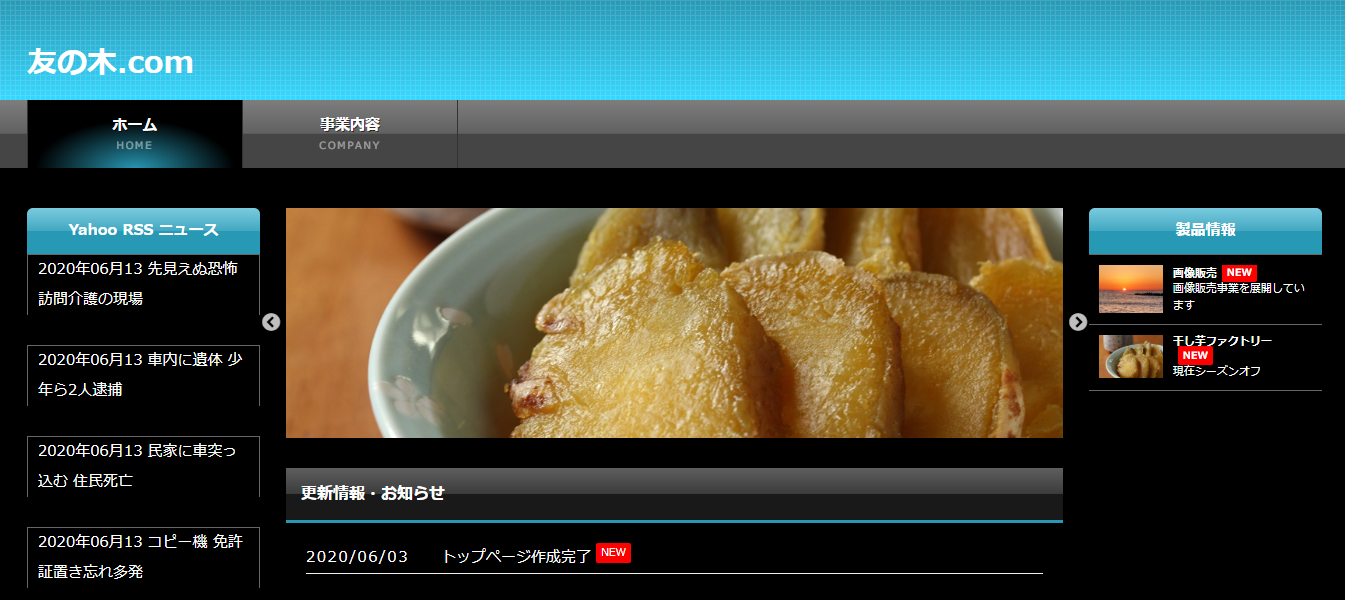 友の木.com
ホーム
HOME
事業内容
COMPANY
Yahoo RSS ニュース
2020年06月13 先見えぬ恐怖
訪問介護の現場
2020年06月13 車内に遺体 少
年ら2人逮捕
2020年06月13 民家に車突っ
込む 住民死亡
2020年06月13 コピー機 免許
証置き忘れ多発
更新情報・お知らせ
2020/06/03 トップページ作成完了 NEW
製品情報
画像販売 NEW
画像販売事業を展開してい
ます
干し芋ファクトリー
NEW
現在シーズンオフ